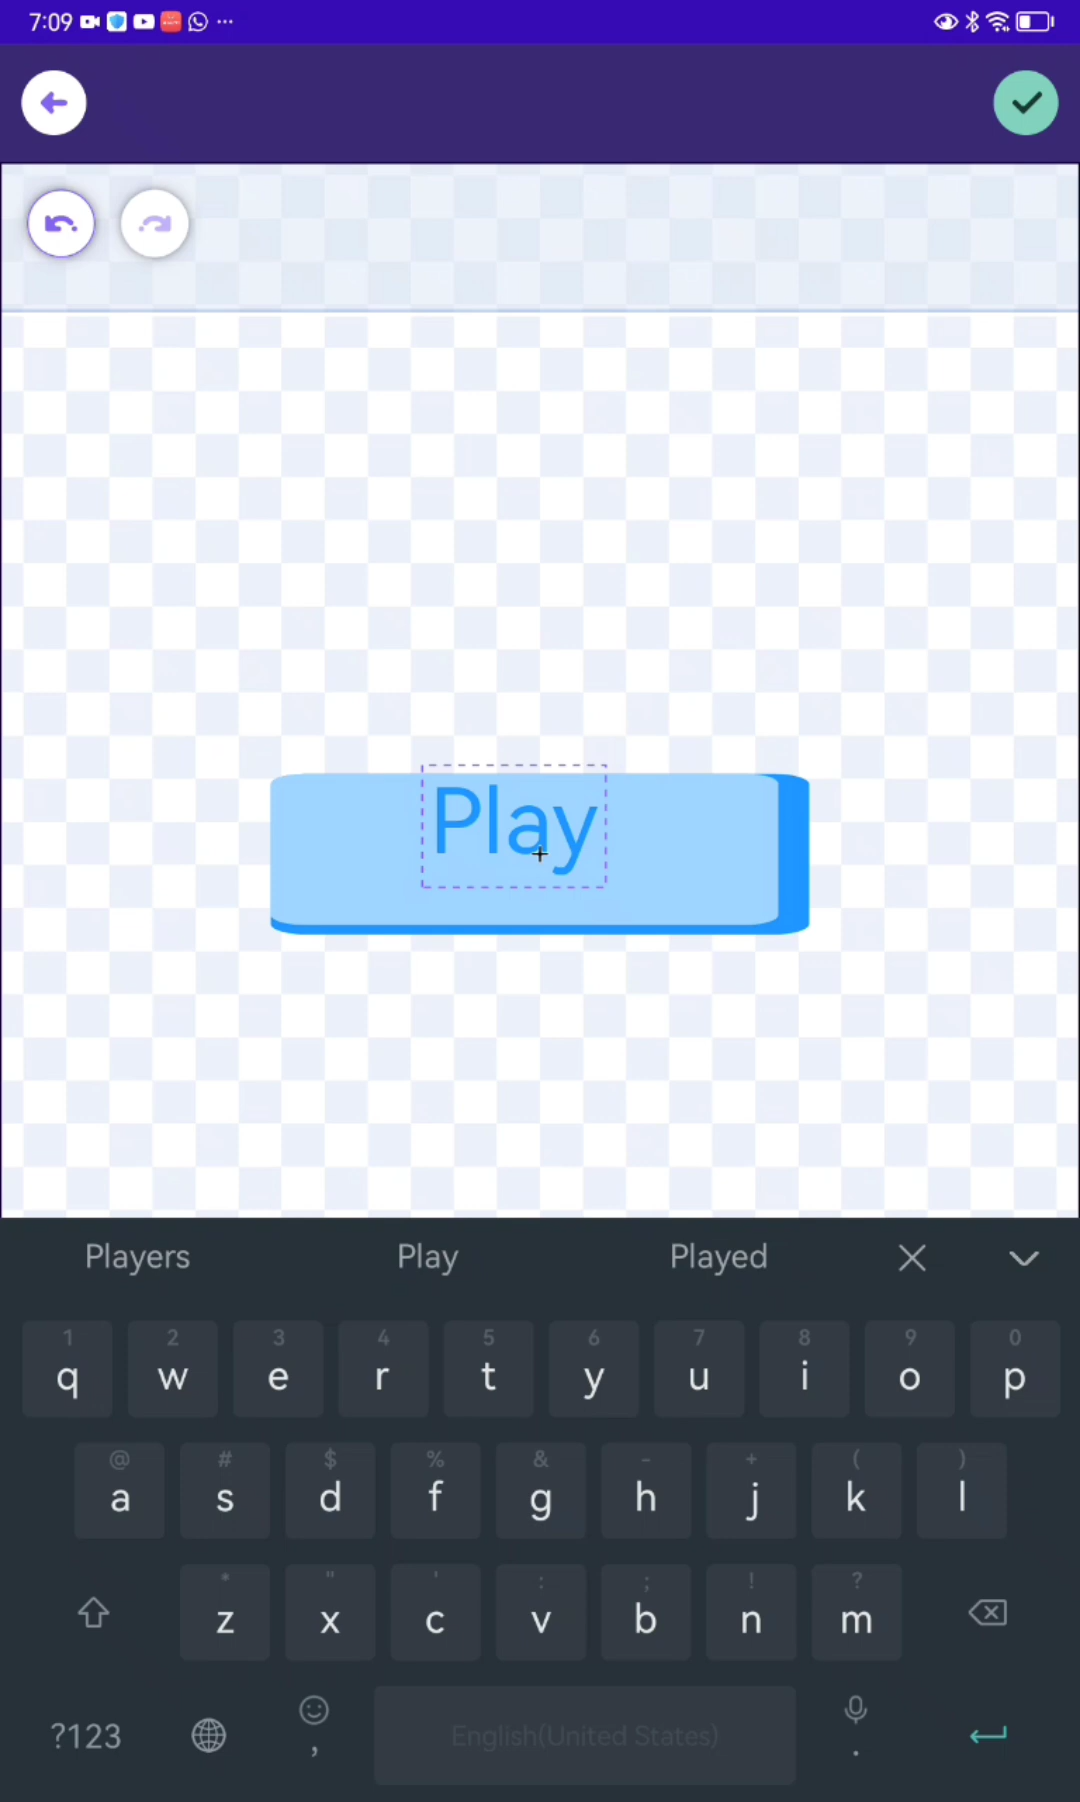 7:09
Play
Players Play Played
1 2 3 4 5 6 7 8 9 0
q w e r t y u i o p
@ # $ % & - + ( )
a s d f g h j k l
* " ' : ; ! ?
z x c v b n m
?123 , English(United States) .